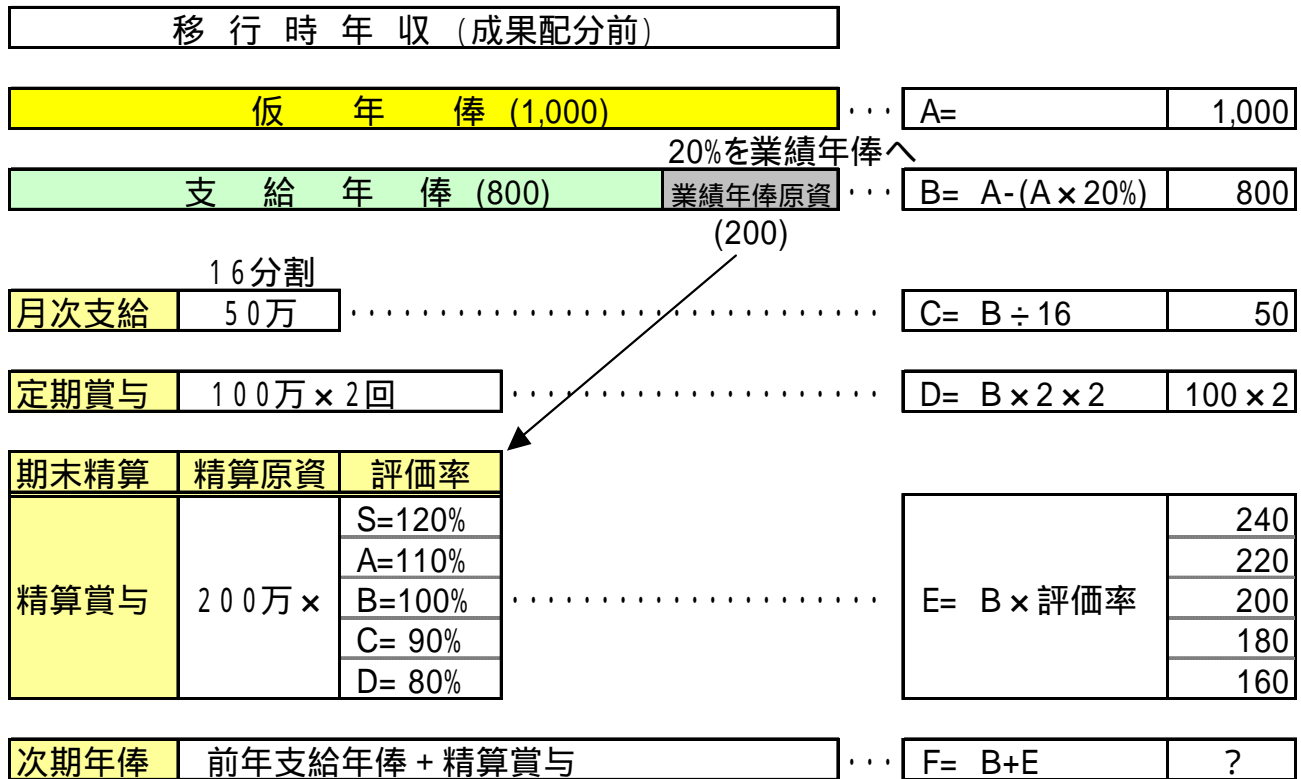 移 行 時 年 収 (成果配分前)
仮 年 俸 (1,000) ・・・ A= 1,000
20%を業績年俸へ
支 給 年 俸 (800) 業績年俸原資 ・・・ B= A-(A×20%) 800
(200)
16分割
月次支給 50万 ・・・・・・・・・・・・・・・・・・・・・・・・・・・・・・ C= B÷16 50
定期賞与 100万×2回 ・・・・・・・・・・・・・・・・・・・・・ D= B×2×2 100×2
期末精算 精算原資 評価率
S=120% 240
A=110% 220
精算賞与 200万× B=100% ・・・・・・・・・・・・・・・・・・・・・ E= B×評価率 200
C= 90% 180
D= 80% 160
次期年俸 前年支給年俸+精算賞与 ・・・ F= B+E ?